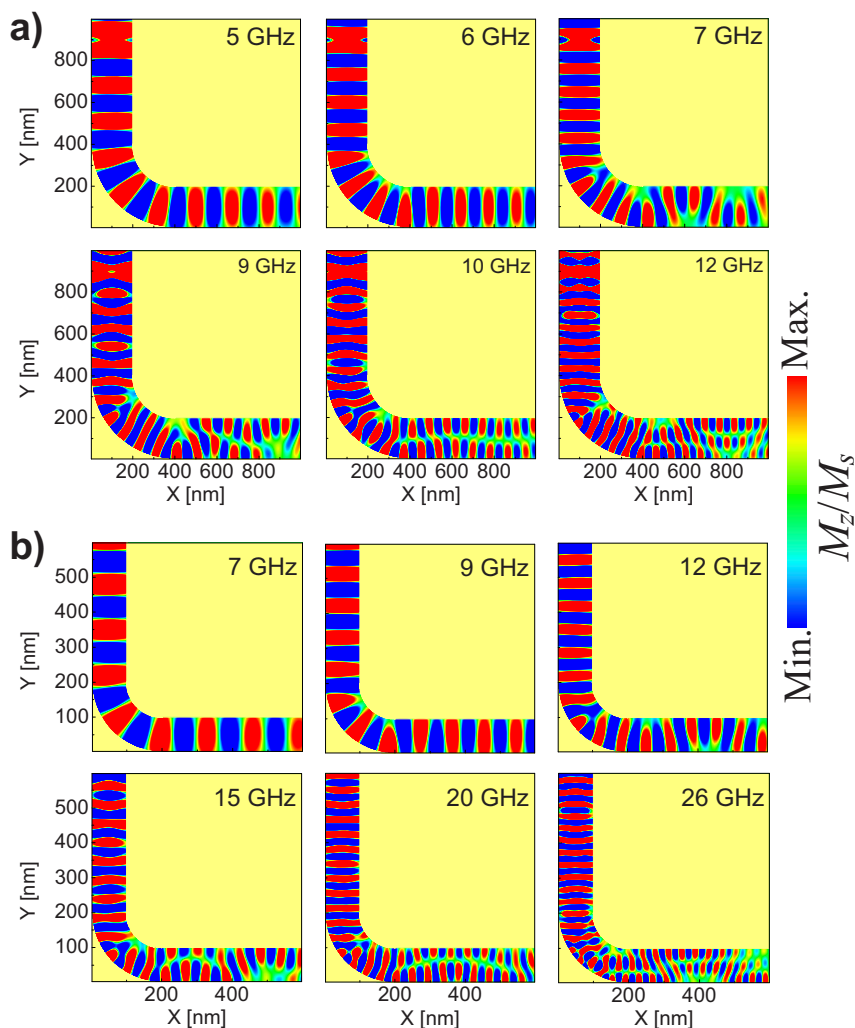 a)
5 GHz
6 GHz
7 GHz
800
600
400
200
Y [nm]
9 GHz
10 GHz
12 GHz
800
600
400
200
Y [nm]
200 400 600 800
200 400 600 800
200 400 600 800
X [nm]
X [nm]
X [nm]
Max.
Mz/Ms
Min.
b)
7 GHz
9 GHz
12 GHz
500
400
300
200
100
Y [nm]
15 GHz
20 GHz
26 GHz
500
400
300
200
100
Y [nm]
200 400
200 400
200 400
X [nm]
X [nm]
X [nm]